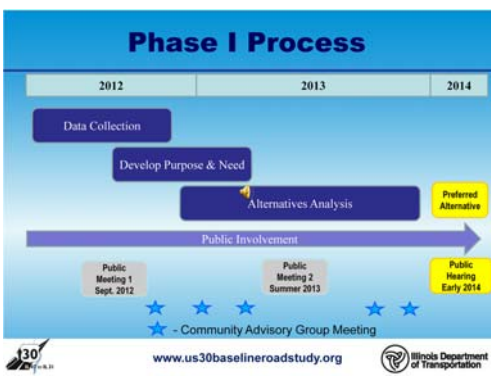 Phase I Process
2012 2013 2014
Data Collection
Develop Purpose & Need
Alternatives Analysis
Preferred
Alternative
Public Involvement
Public
Meeting 1
Sept. 2012
Public
Meeting 2
Summer 2013
Public
Hearing
Early 2014
- Community Advisory Group Meeting
30
www.us30baselineroadstudy.org
Illinois Department
of Transportation